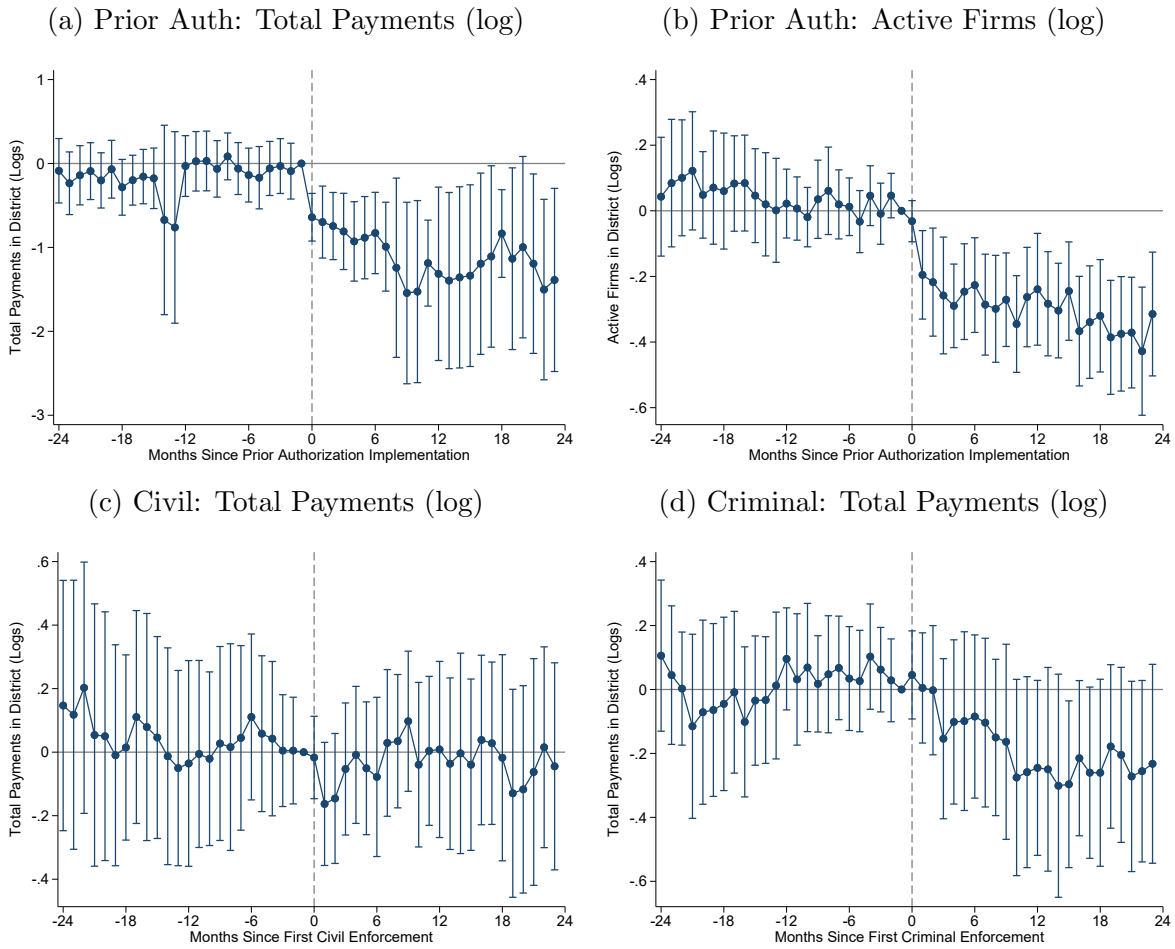 (a) Prior Auth: Total Payments (log)
Total Payments in District (Logs)
1
0
-1
-2
-3
-24 -18 -12 -6 0 6 12 18 24
Months Since Prior Authorization Implementation
(b) Prior Auth: Active Firms (log)
Active Firms in District (Logs)
.4
.2
0
-.2
-.4
-.6
-24 -18 -12 -6 0 6 12 18 24
Months Since Prior Authorization Implementation
(c) Civil: Total Payments (log)
Total Payments in District (Logs)
.6
.4
.2
0
-.2
-.4
-24 -18 -12 -6 0 6 12 18 24
Months Since First Civil Enforcement
(d) Criminal: Total Payments (log)
Total Payments in District (Logs)
.4
.2
0
-.2
-.4
-.6
-24 -18 -12 -6 0 6 12 18 24
Months Since First Criminal Enforcement